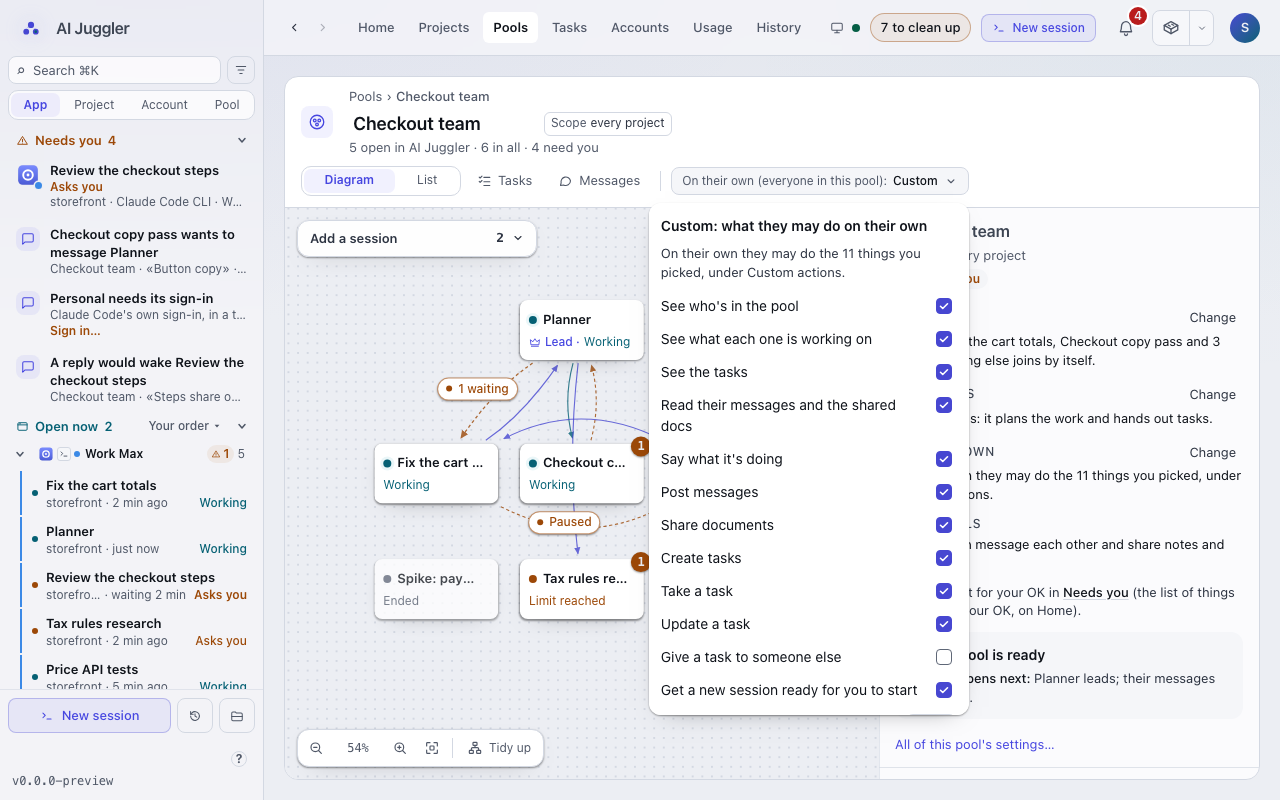 AI Juggler
Search ⌘K
App Project Account Pool
Needs you 4
Review the checkout steps
Asks you
storefront · Claude Code CLI · W...
Checkout copy pass wants to
message Planner
Checkout team · «Button copy» ·...
Personal needs its sign-in
Claude Code's own sign-in, in a t...
Sign in...
A reply would wake Review the
checkout steps
Checkout team · «Steps share o...
Open now 2 Your order
Work Max 1 5
Fix the cart totals
storefront · 2 min ago Working
Planner
storefront · just now Working
Review the checkout steps
storefro... · waiting 2 min Asks you
Tax rules research
storefront · 2 min ago Asks you
Price API tests
storefront · 5 min ago Working
New session
?
v0.0.0-preview
Home Projects Pools Tasks Accounts Usage History
7 to clean up
New session
4
S
Pools › Checkout team
Checkout team
Scope every project
5 open in AI Juggler · 6 in all · 4 need you
Diagram List Tasks Messages
On their own (everyone in this pool): Custom
Add a session 2
Planner
Lead · Working
1 waiting
Fix the cart ...
Working
1
Checkout c...
Working
Paused
Spike: pay...
Ended
1
Tax rules re...
Limit reached
54%
Tidy up
Custom: what they may do on their own
On their own they may do the 11 things you
picked, under Custom actions.
See who's in the pool
See what each one is working on
See the tasks
Read their messages and the shared
docs
Say what it's doing
Post messages
Share documents
Create tasks
Take a task
Update a task
Give a task to someone else
Get a new session ready for you to start
team
project
Change
the cart totals, Checkout copy pass and 3
else joins by itself.
Change
: it plans the work and hands out tasks.
Change
they may do the 11 things you picked, under
message each other and share notes and
for your OK in Needs you (the list of things
your OK, on Home).
is ready
next: Planner leads; their messages
All of this pool's settings...